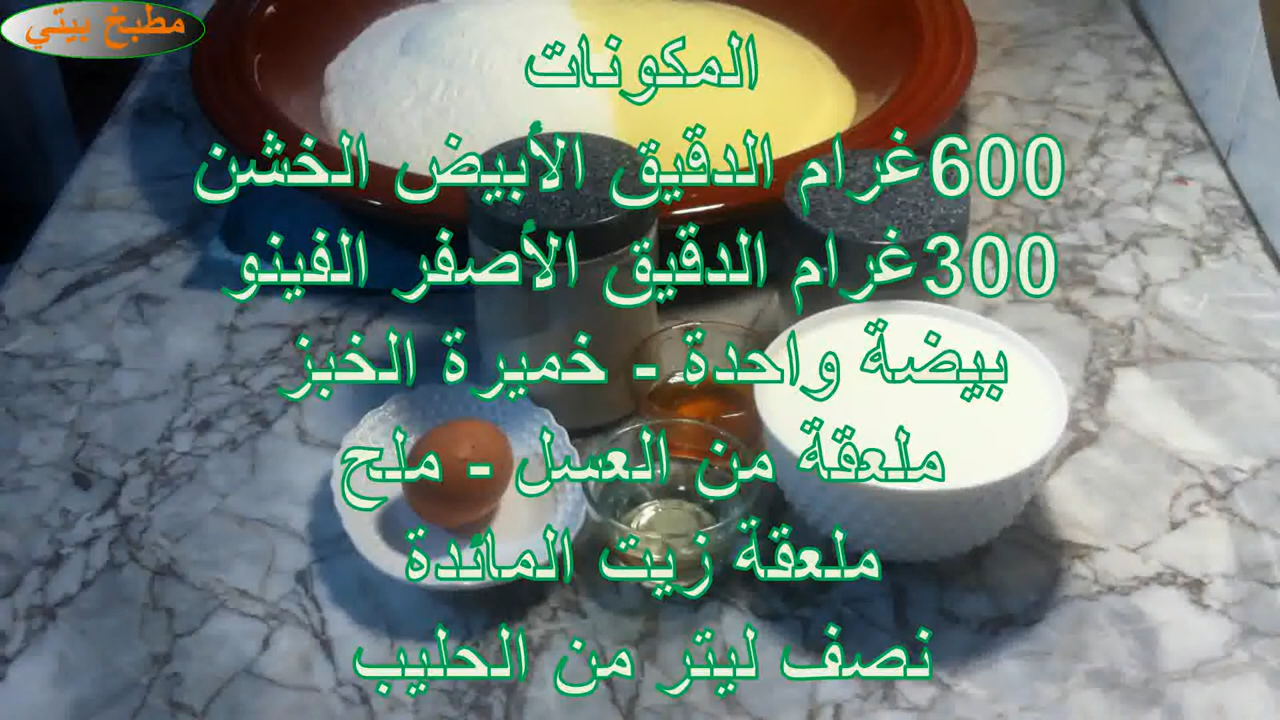 مطبخ بيتي
المكونات
600غرام الدقيق الأبيض الخشن
300غرام الدقيق الأصفر الفينو
بيضة واحدة - خميرة الخبز
ملعقة من العسل - ملح
ملعقة زيت المائدة
نصف ليتر من الحليب